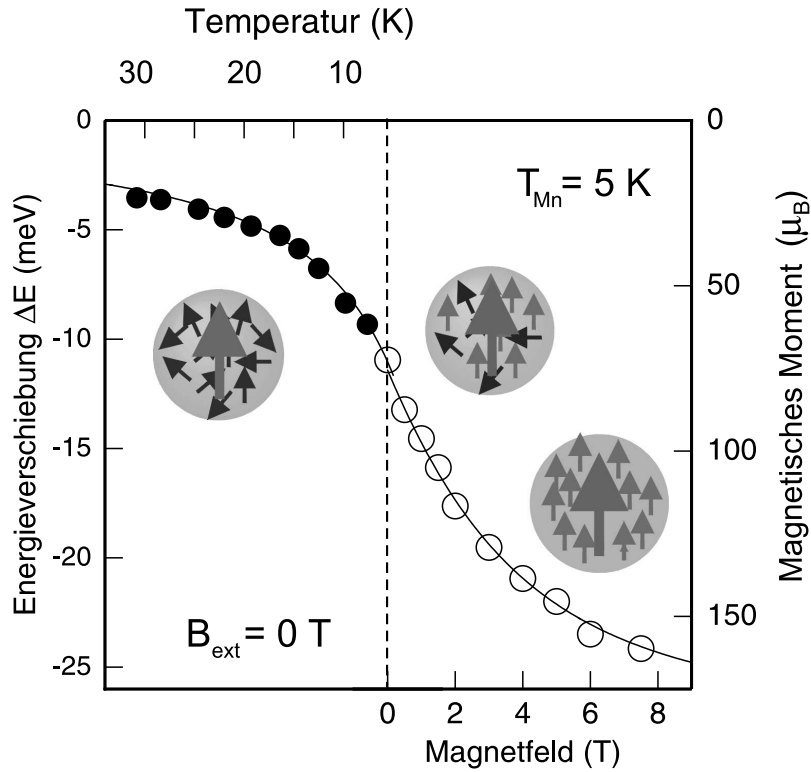 Temperatur (K)
30 20 10
0
-5
-10
-15
-20
-25
Energieverschiebung ΔE (meV)
T_Mn = 5 K
B_ext = 0 T
0
50
100
150
Magnetisches Moment (μ_B)
0 2 4 6 8
Magnetfeld (T)